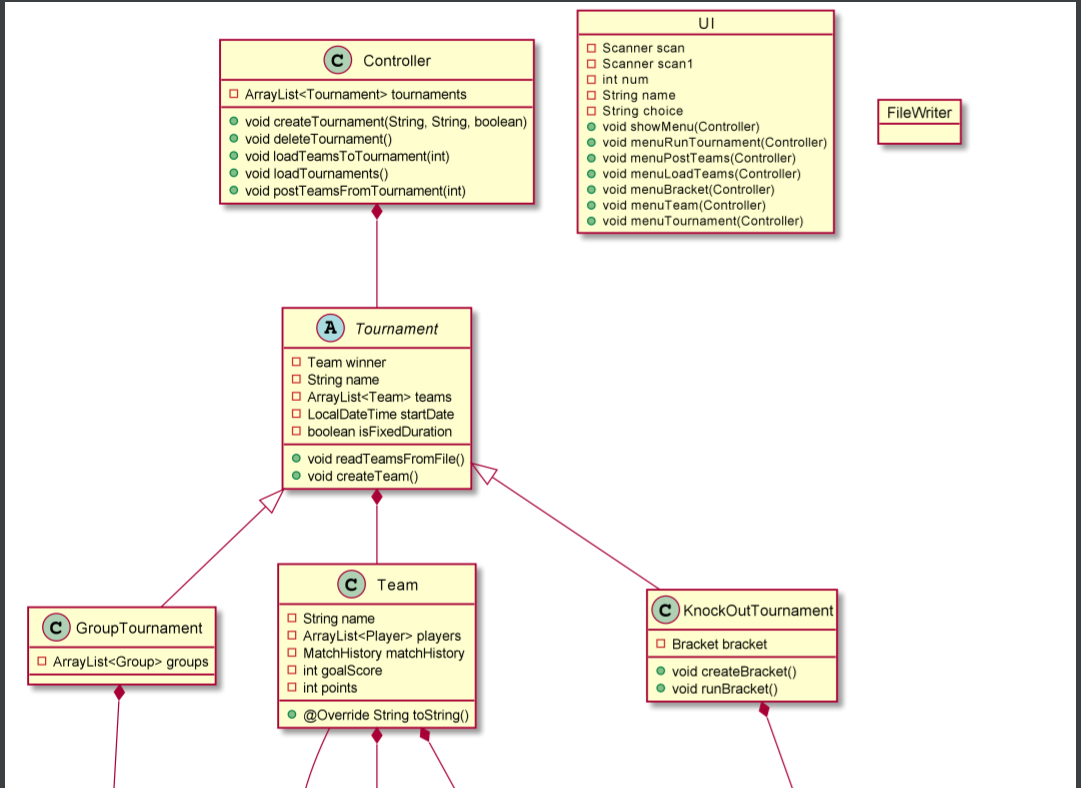 C Controller
ArrayList<Tournament> tournaments
void createTournament(String, String, boolean)
void deleteTournament()
void loadTeamsToTournament(int)
void loadTournaments()
void postTeamsFromTournament(int)
UI
Scanner scan
Scanner scan1
int num
String name
String choice
void showMenu(Controller)
void menuRunTournament(Controller)
void menuPostTeams(Controller)
void menuLoadTeams(Controller)
void menuBracket(Controller)
void menuTeam(Controller)
void menuTournament(Controller)
FileWriter
A Tournament
Team winner
String name
ArrayList<Team> teams
LocalDateTime startDate
boolean isFixedDuration
void readTeamsFromFile()
void createTeam()
C GroupTournament
ArrayList<Group> groups
C Team
String name
ArrayList<Player> players
MatchHistory matchHistory
int goalScore
int points
@Override String toString()
C KnockOutTournament
Bracket bracket
void createBracket()
void runBracket()